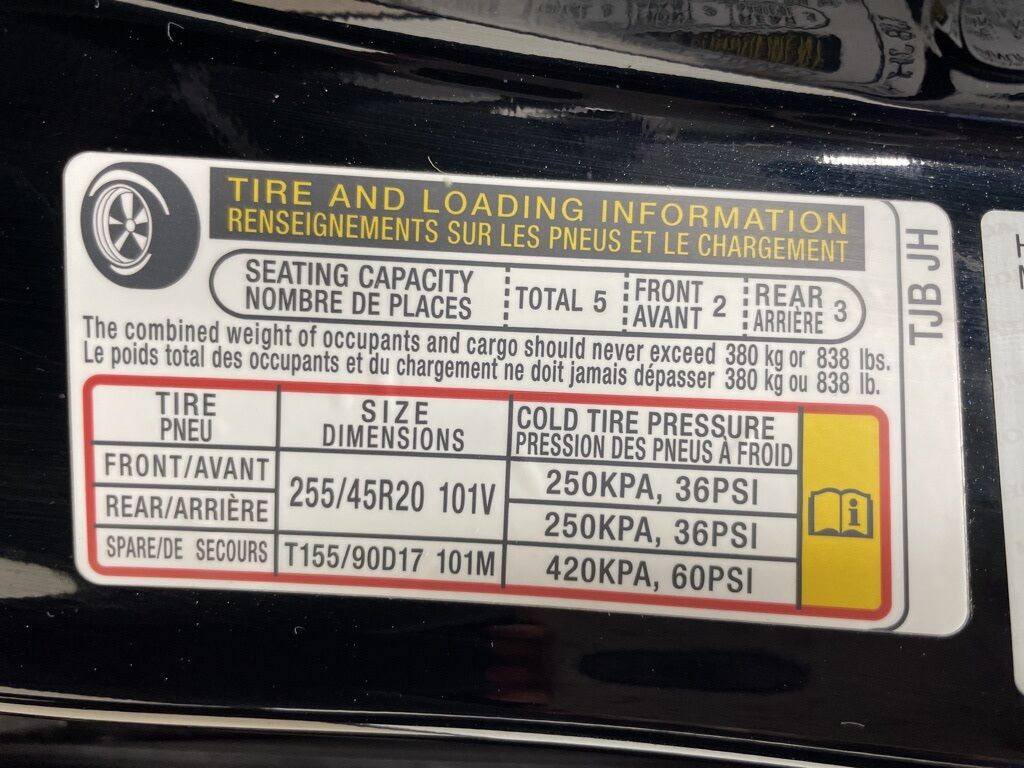 TIRE AND LOADING INFORMATION
RENSEIGNEMENTS SUR LES PNEUS ET LE CHARGEMENT
SEATING CAPACITY
NOMBRE DE PLACES
TOTAL 5
FRONT
AVANT 2
REAR
ARRIÈRE 3
The combined weight of occupants and cargo should never exceed 380 kg or 838 lbs.
Le poids total des occupants et du chargement ne doit jamais dépasser 380 kg ou 838 lb.
TIRE
PNEU
SIZE
DIMENSIONS
COLD TIRE PRESSURE
PRESSION DES PNEUS À FROID
FRONT/AVANT
REAR/ARRIÈRE
255/45R20 101V
250KPA, 36PSI
250KPA, 36PSI
SPARE/DE SECOURS
T155/90D17 101M
420KPA, 60PSI
i
TJB JH